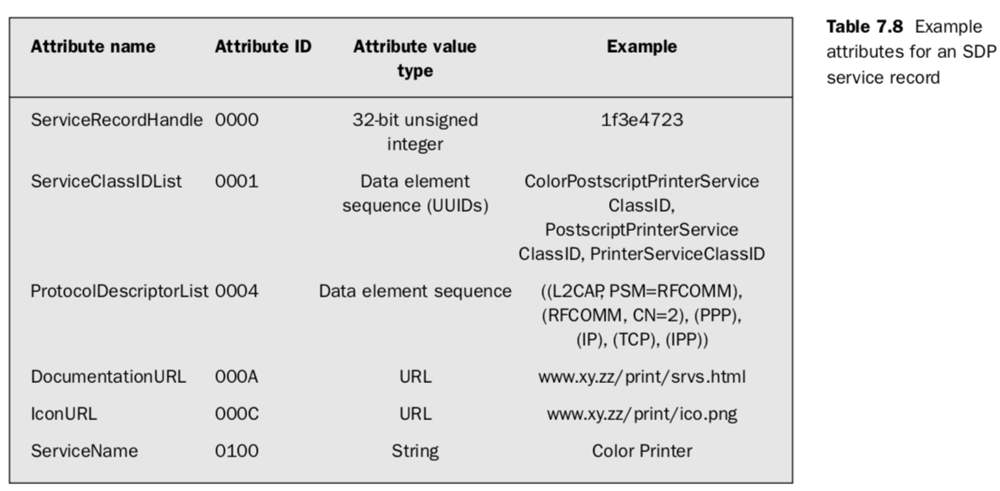 Attribute name Attribute ID Attribute value type Example
ServiceRecordHandle 0000 32-bit unsigned integer 1f3e4723
ServiceClassIDList 0001 Data element sequence (UUIDs) ColorPostscriptPrinterService ClassID, PostscriptPrinterService ClassID, PrinterServiceClassID
ProtocolDescriptorList 0004 Data element sequence ((L2CAP, PSM=RFCOMM), (RFCOMM, CN=2), (PPP), (IP), (TCP), (IPP))
DocumentationURL 000A URL www.xy.zz/print/srvs.html
IconURL 000C URL www.xy.zz/print/ico.png
ServiceName 0100 String Color Printer
Table 7.8 Example
attributes for an SDP
service record